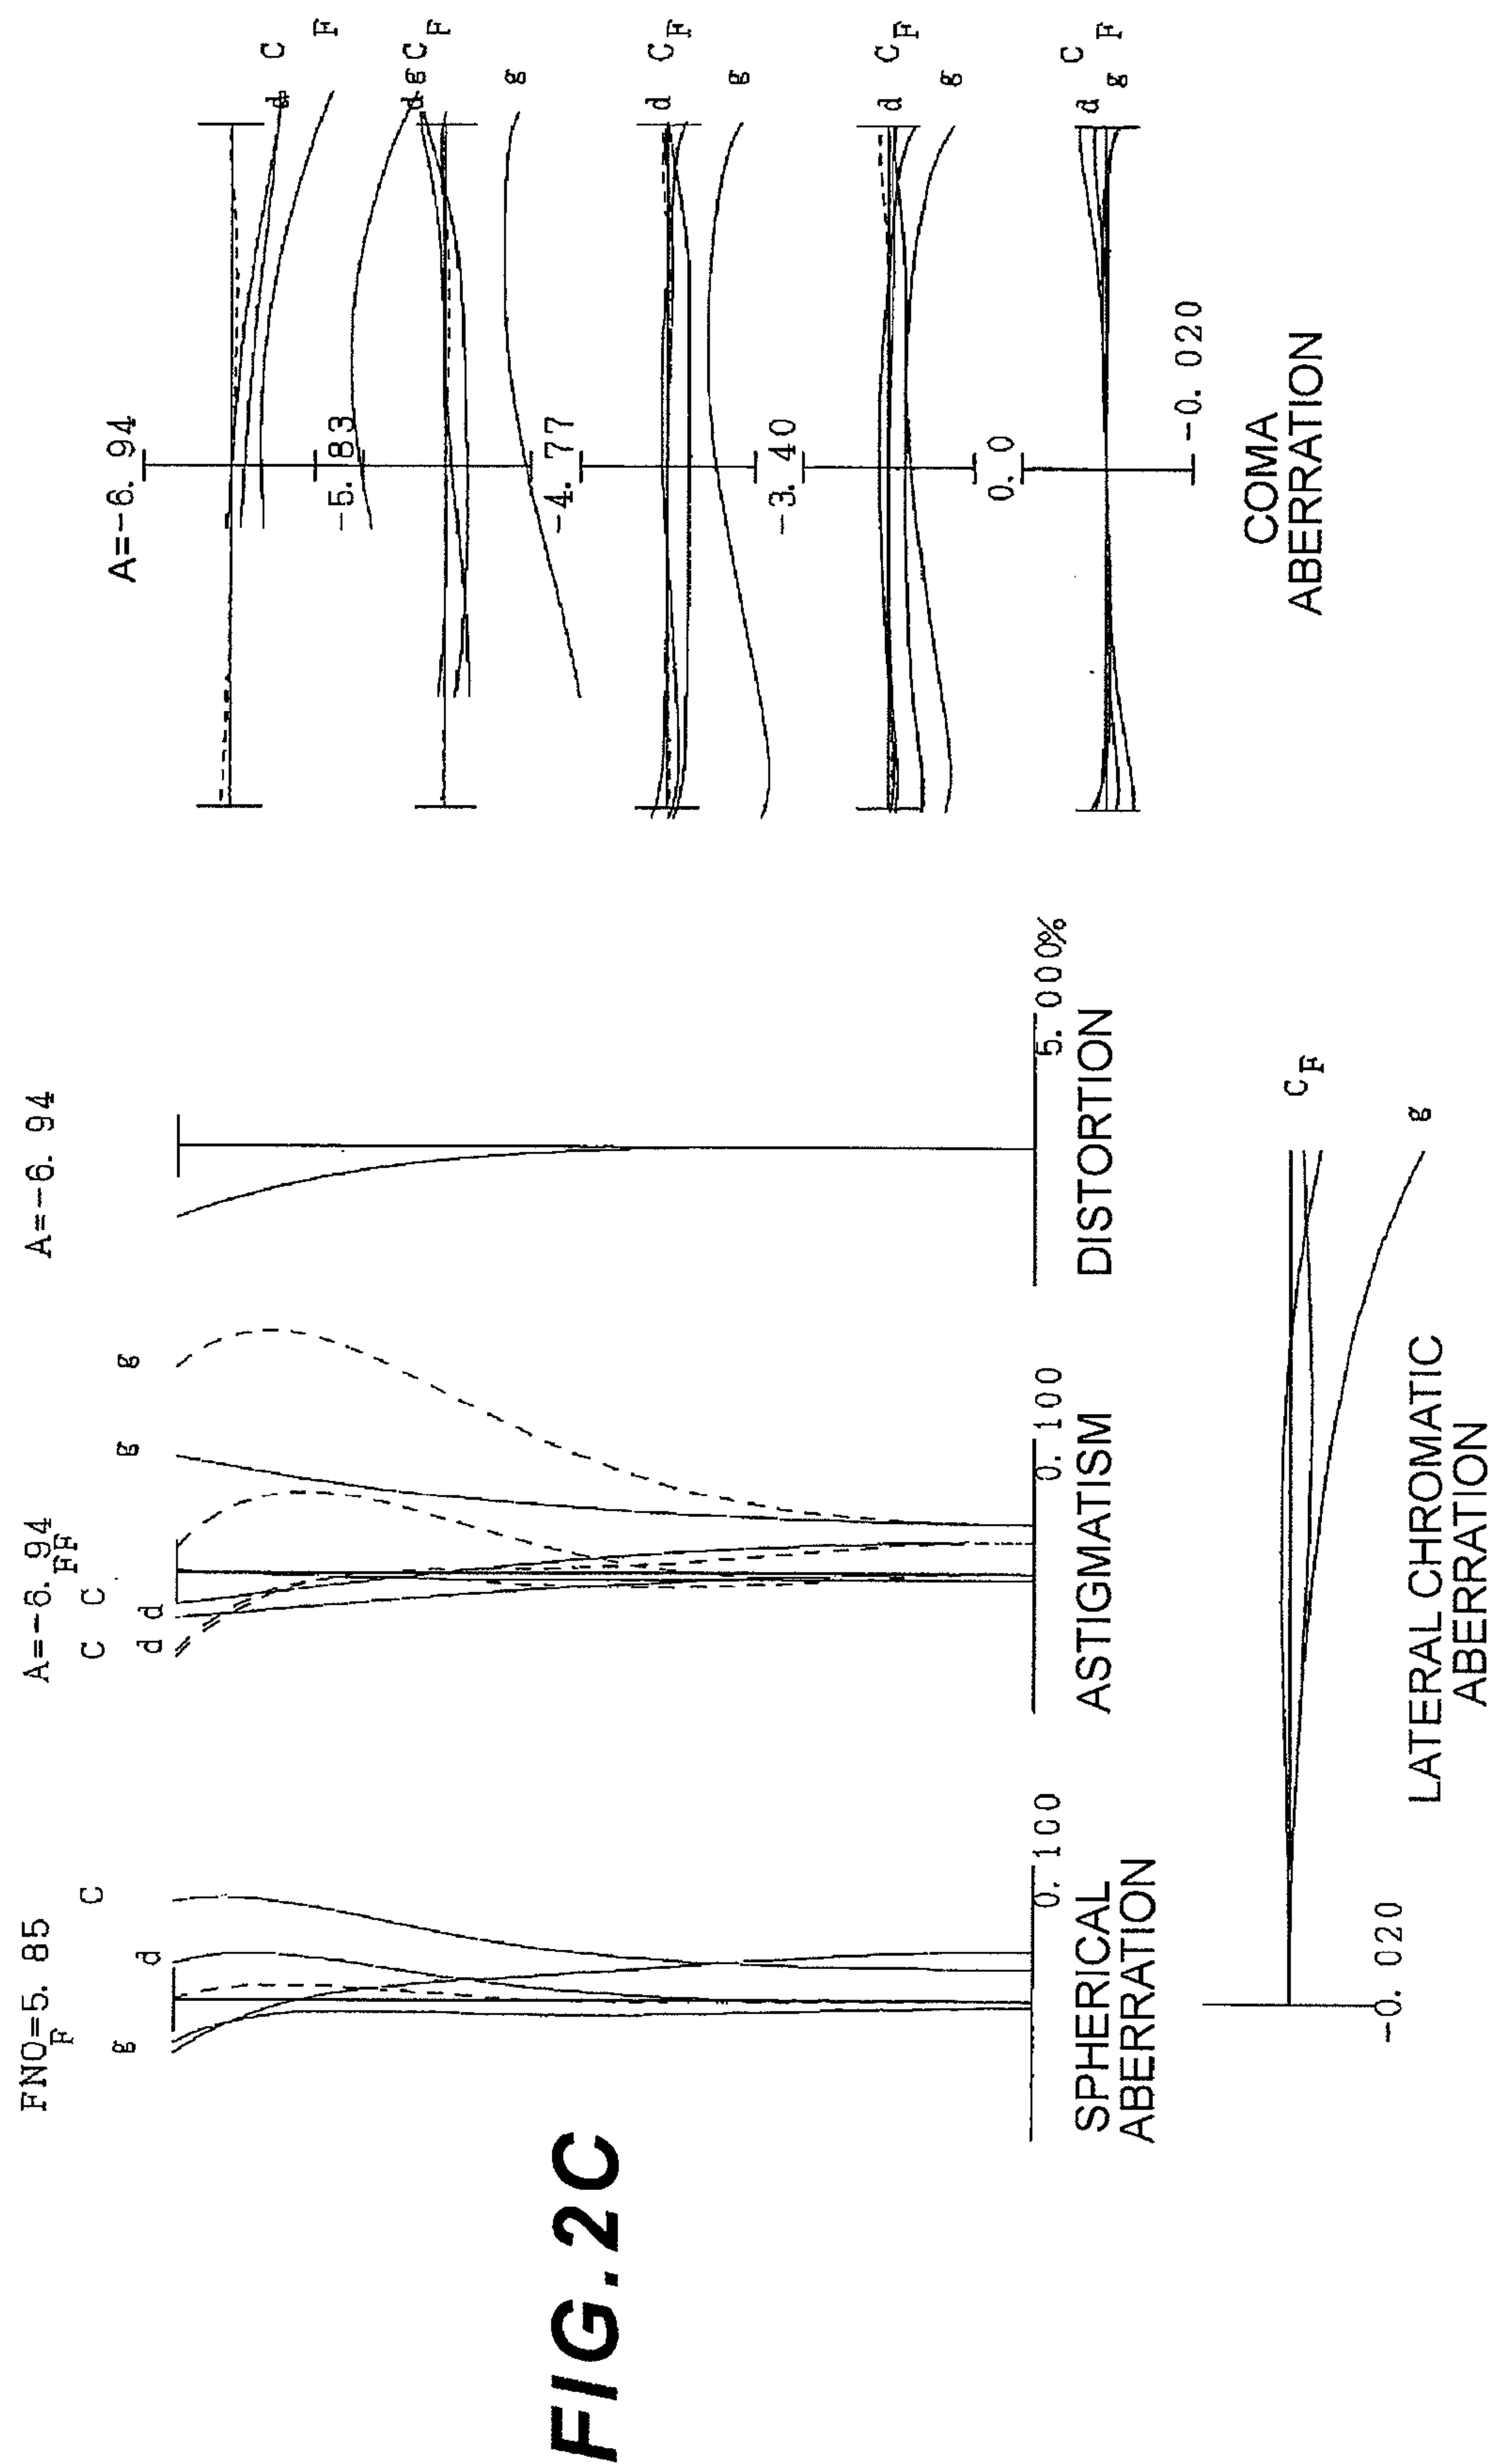 FIG.2C
FNO=5. 85
F
g
d
C
0. 100
SPHERICAL
ABERRATION
A=-6. 94
F F
C C
d d
g g
0. 100
ASTIGMATISM
A=-6. 94
5. 000%
DISTORTION
A=-6. 94
d
C
F
-5. 83
d g C F
g
-4. 77
d
C F
g
-3. 40
d
C F
g
0. 0
d
g
C
F
-0. 020
COMA
ABERRATION
-0. 020
C F
g
LATERAL CHROMATIC
ABERRATION